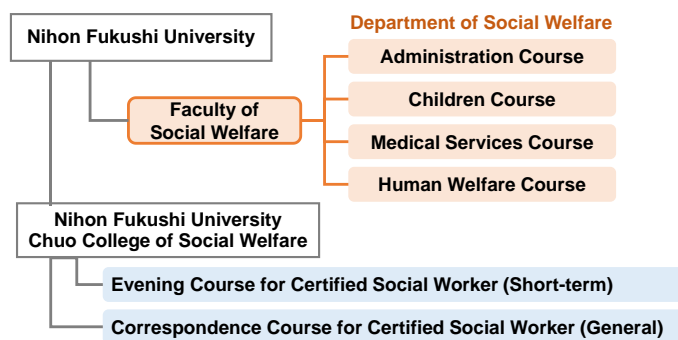 Nihon Fukushi University
Department of Social Welfare
Administration Course
Faculty of
Social Welfare
Children Course
Medical Services Course
Human Welfare Course
Nihon Fukushi University
Chuo College of Social Welfare
Evening Course for Certified Social Worker (Short-term)
Correspondence Course for Certified Social Worker (General)